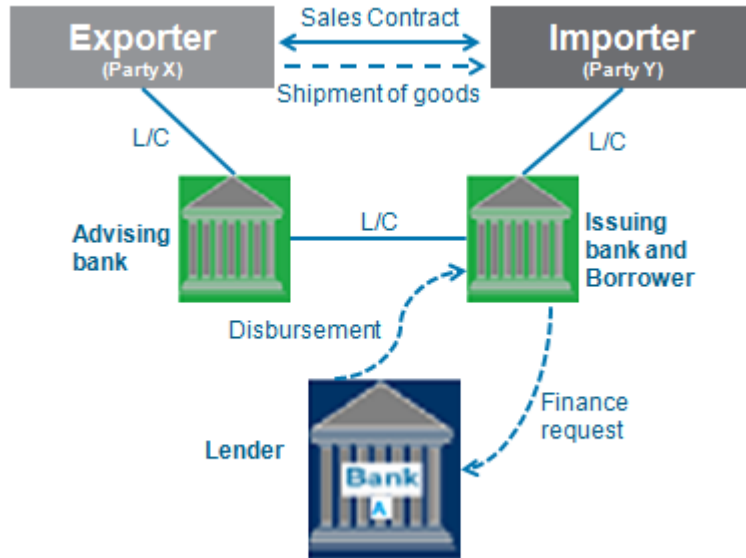 Exporter
(Party X)
Sales Contract
Importer
(Party Y)
Shipment of goods
L/C
L/C
Advising
bank
L/C
Issuing
bank and
Borrower
Disbursement
Finance
request
Lender
Bank
A